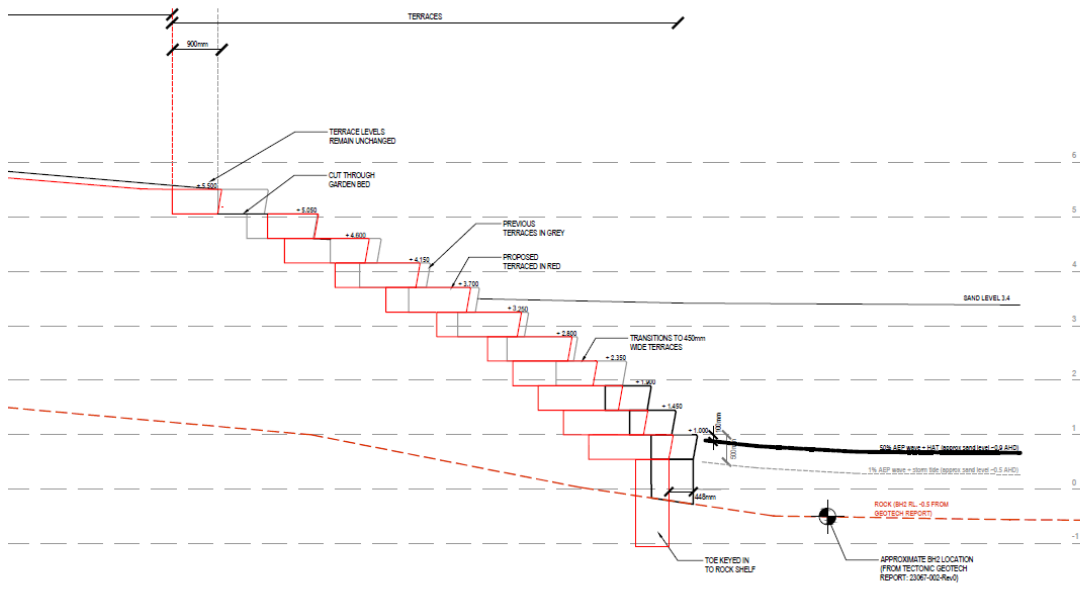 TERRACES
900mm
TERRACE LEVELS
REMAIN UNCHANGED
6
CUT THROUGH
GARDEN BED
+ 5.500
+ 5.050
5
PREVIOUS
TERRACES IN GREY
+ 4.600
+ 4.150
PROPOSED
TERRACED IN RED
4
+ 3.700
SAND LEVEL 3.4
+ 3.250
3
+ 2.800
TRANSITIONS TO 450mm
WIDE TERRACES
+ 2.350
2
+ 1.900
+ 1.450
100mm
+ 1.000
1
500mm
50% AEP wave + HAT (approx sand level ~0.9 AHD)
1% AEP wave + storm tide (approx sand level ~0.5 AHD)
0
448mm
ROCK (BH2 RL. -0.5 FROM
GEOTECH REPORT)
-1
TOE KEYED IN
TO ROCK SHELF
APPROXIMATE BH2 LOCATION
(FROM TECTONIC GEOTECH
REPORT: 23067-002-Rev0)